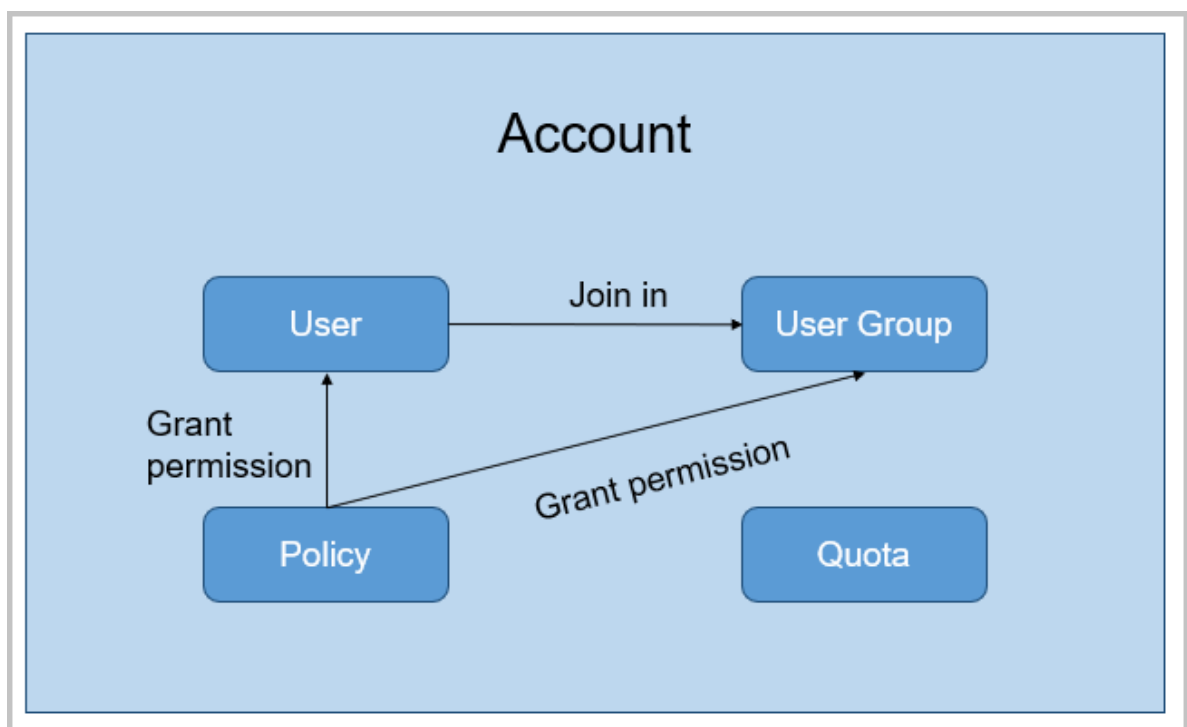 Account
User
Join in
User Group
Grant
permission
Grant permission
Policy
Quota